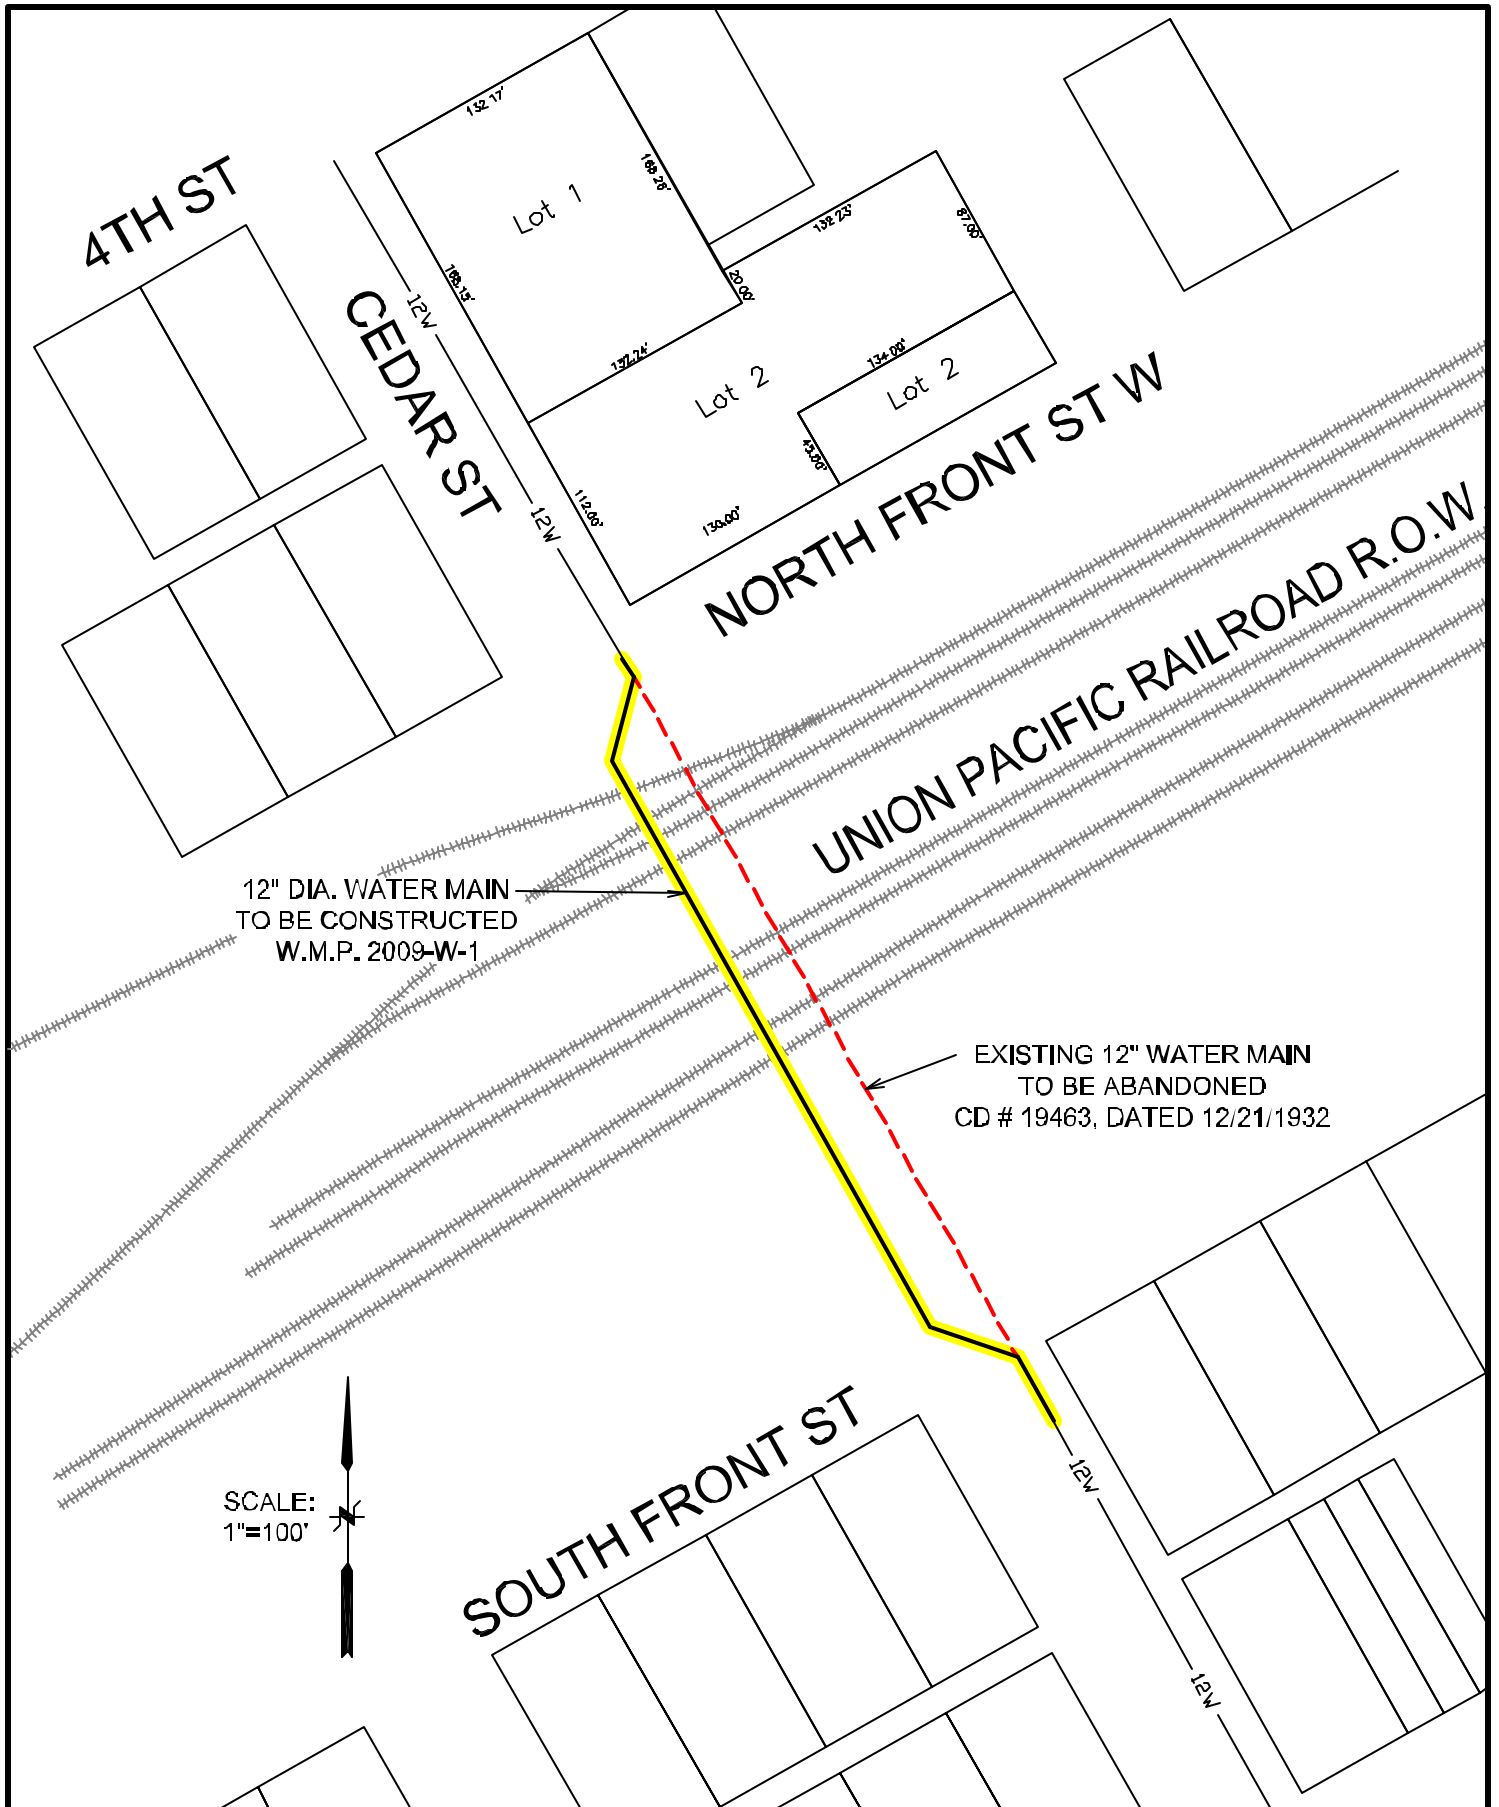 132.17'
4TH ST
168.26'
Lot 1
132.23'
87.00'
168.15'
20.00'
12W
CEDAR ST
132.24'
134.00'
Lot 2
Lot 2
NORTH FRONT ST W
112.00'
130.00'
12W
UNION PACIFIC RAILROAD R.O.W.
12" DIA. WATER MAIN
TO BE CONSTRUCTED
W.M.P. 2009-W-1
EXISTING 12" WATER MAIN
TO BE ABANDONED
CD # 19463, DATED 12/21/1932
SOUTH FRONT ST
12W
SCALE:
1"=100'
12W